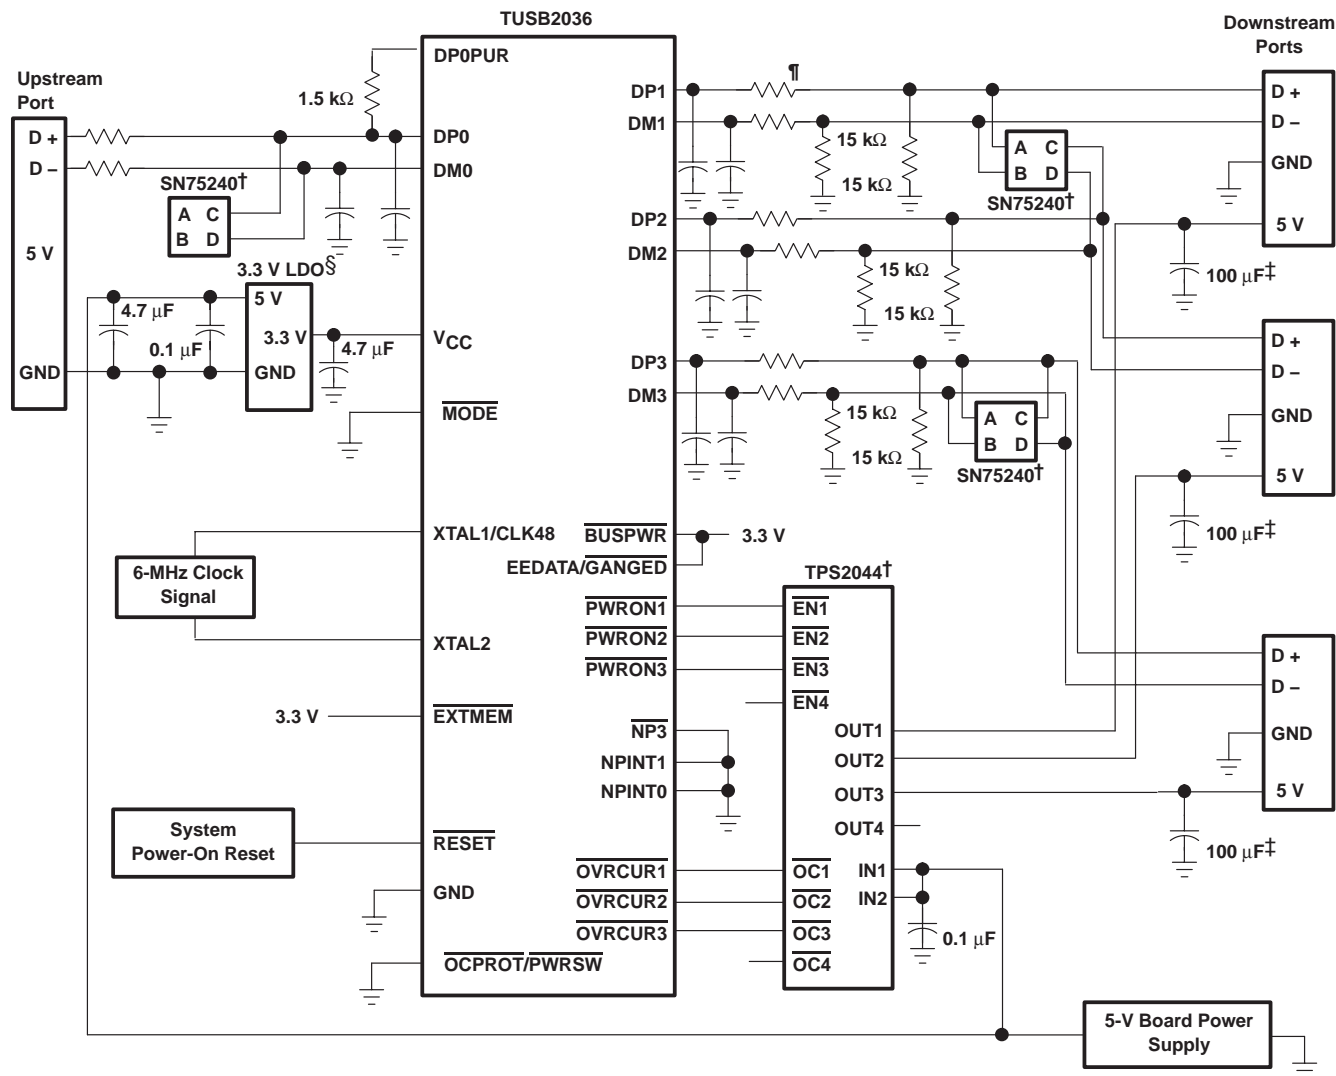 TUSB2036
Downstream
Ports
Upstream
Port
D +
D –
5 V
GND
1.5 kΩ
SN75240†
A C
B D
3.3 V LDO§
5 V
3.3 V
GND
4.7 μF
0.1 μF
4.7 μF
DP0PUR
DP0
DM0
VCC
MODE
XTAL1/CLK48
XTAL2
EXTMEM
RESET
GND
OCPROT/PWRSW
6-MHz Clock
Signal
3.3 V
System
Power-On Reset
DP1
DM1
DP2
DM2
DP3
DM3
BUSPWR
EEDATA/GANGED
PWRON1
PWRON2
PWRON3
NP3
NPINT1
NPINT0
OVRCUR1
OVRCUR2
OVRCUR3
¶
15 kΩ
15 kΩ
A C
B D
SN75240†
15 kΩ
15 kΩ
15 kΩ
15 kΩ
A C
B D
SN75240†
3.3 V
TPS2044†
EN1
EN2
EN3
EN4
OUT1
OUT2
OUT3
OUT4
OC1
OC2
OC3
OC4
IN1
IN2
0.1 μF
D +
D –
GND
5 V
100 μF‡
D +
D –
GND
5 V
100 μF‡
D +
D –
GND
5 V
100 μF‡
5-V Board Power
Supply